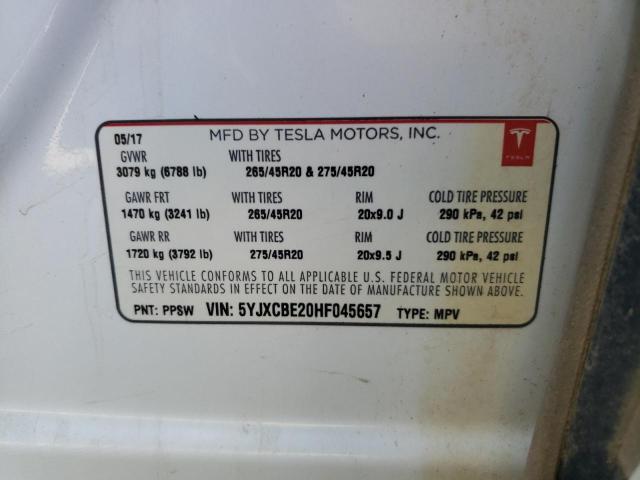 05/17 MFD BY TESLA MOTORS, INC.
TESLA
GVWR WITH TIRES
3079 kg (6788 lb) 265/45R20 & 275/45R20
GAWR FRT WITH TIRES RIM COLD TIRE PRESSURE
1470 kg (3241 lb) 265/45R20 20x9.0 J 290 kPa, 42 psi
GAWR RR WITH TIRES RIM COLD TIRE PRESSURE
1720 kg (3792 lb) 275/45R20 20x9.5 J 290 kPa, 42 psi
THIS VEHICLE CONFORMS TO ALL APPLICABLE U.S. FEDERAL MOTOR VEHICLE
SAFETY STANDARDS IN EFFECT ON THE DATE OF MANUFACTURE SHOWN ABOVE.
PNT: PPSW VIN: 5YJXCBE20HF045657 TYPE: MPV